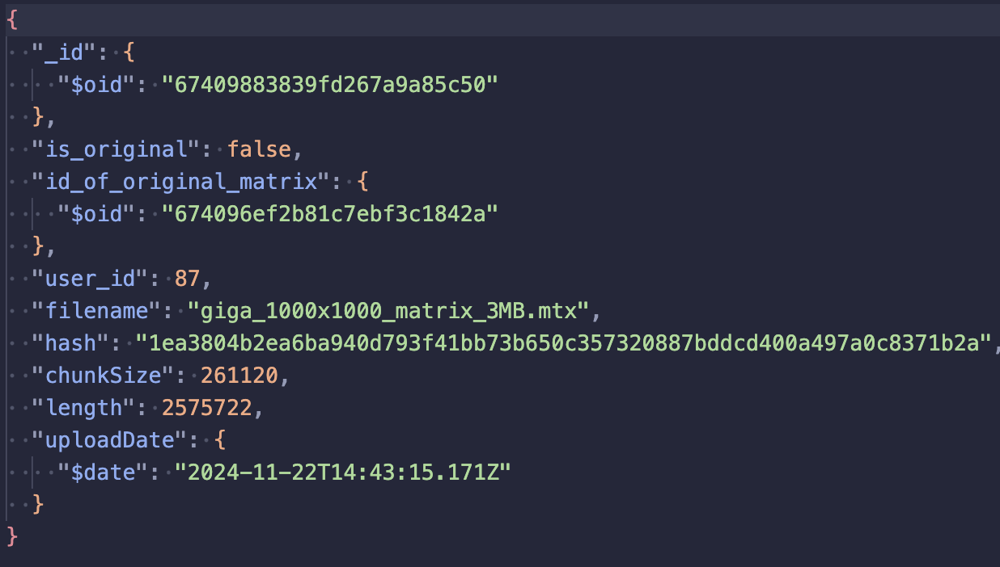 {
  "_id": {
    "$oid": "67409883839fd267a9a85c50"
  },
  "is_original": false,
  "id_of_original_matrix": {
    "$oid": "674096ef2b81c7ebf3c1842a"
  },
  "user_id": 87,
  "filename": "giga_1000x1000_matrix_3MB.mtx",
  "hash": "1ea3804b2ea6ba940d793f41bb73b650c357320887bddcd400a497a0c8371b2a",
  "chunkSize": 261120,
  "length": 2575722,
  "uploadDate": {
    "$date": "2024-11-22T14:43:15.171Z"
  }
}